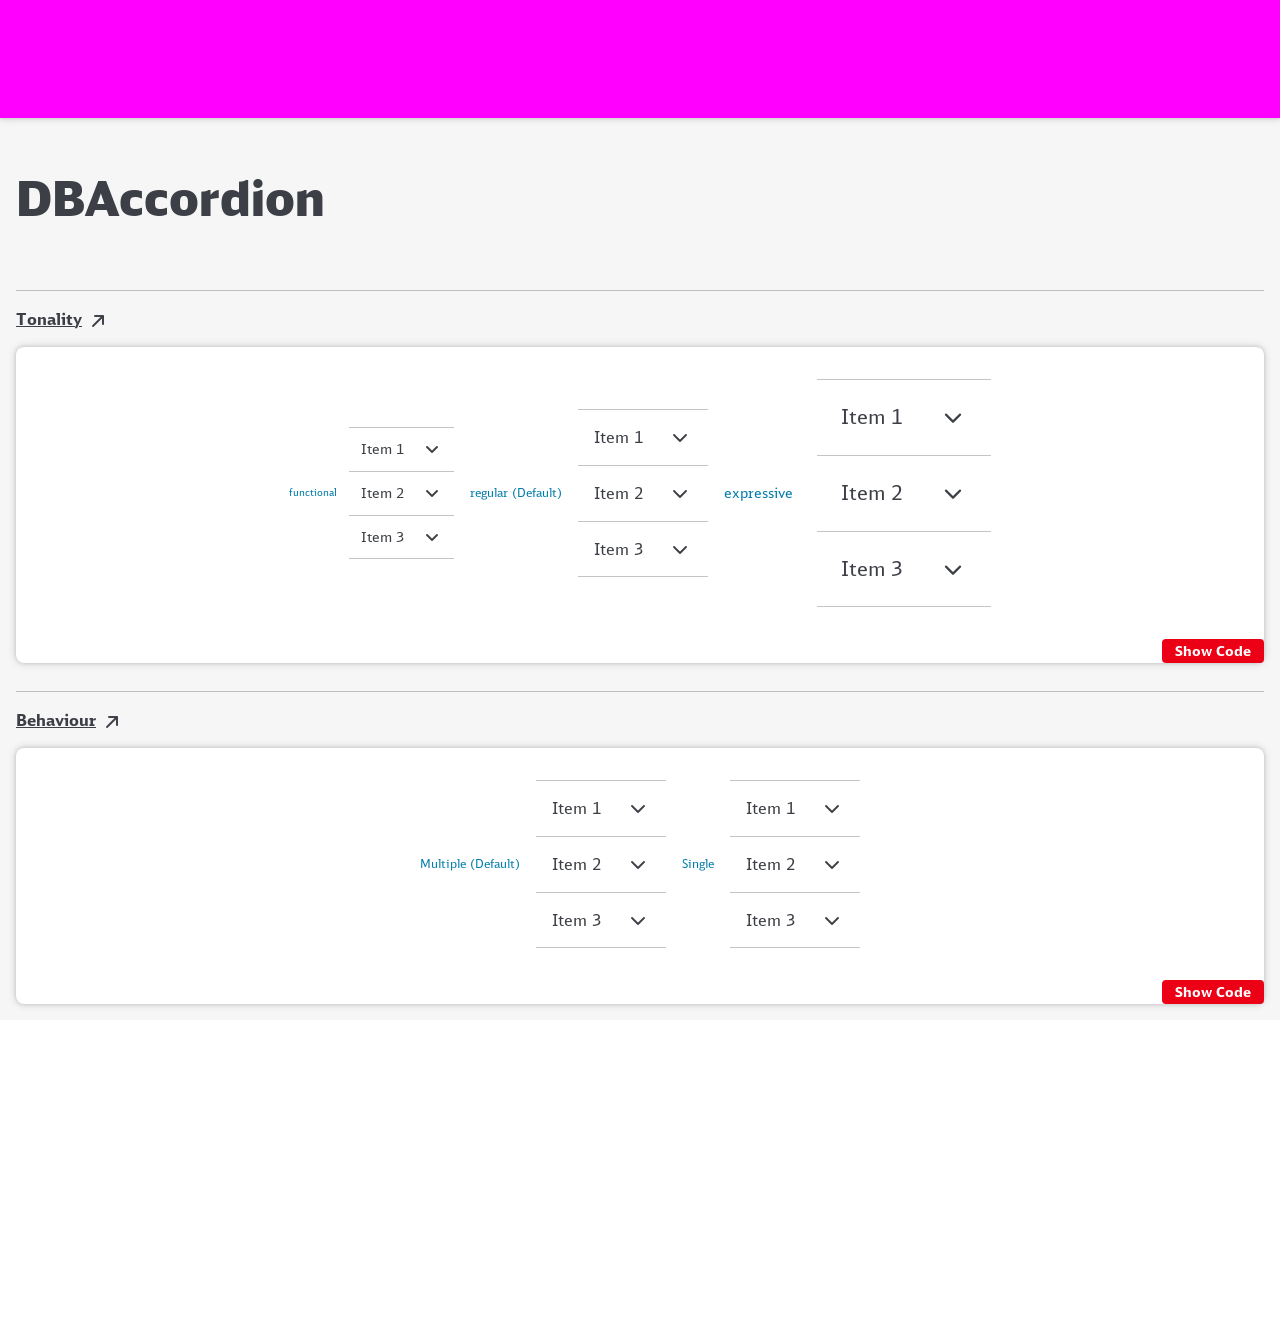 DBAccordion
Tonality
functional
Item 1
Item 2
Item 3
regular (Default)
Item 1
Item 2
Item 3
expressive
Item 1
Item 2
Item 3
Show Code
Behaviour
Multiple (Default)
Item 1
Item 2
Item 3
Single
Item 1
Item 2
Item 3
Show Code